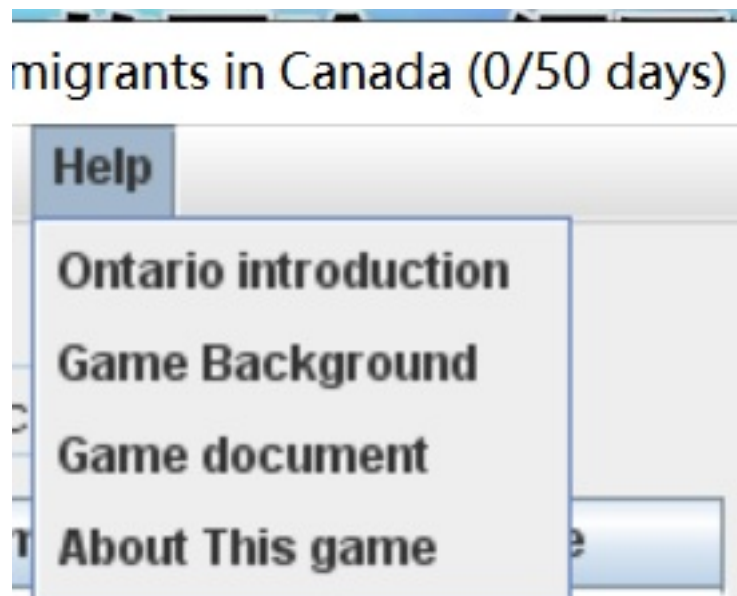 migrants in Canada (0/50 days)
Help
Ontario introduction
Game Background
Game document
About This game